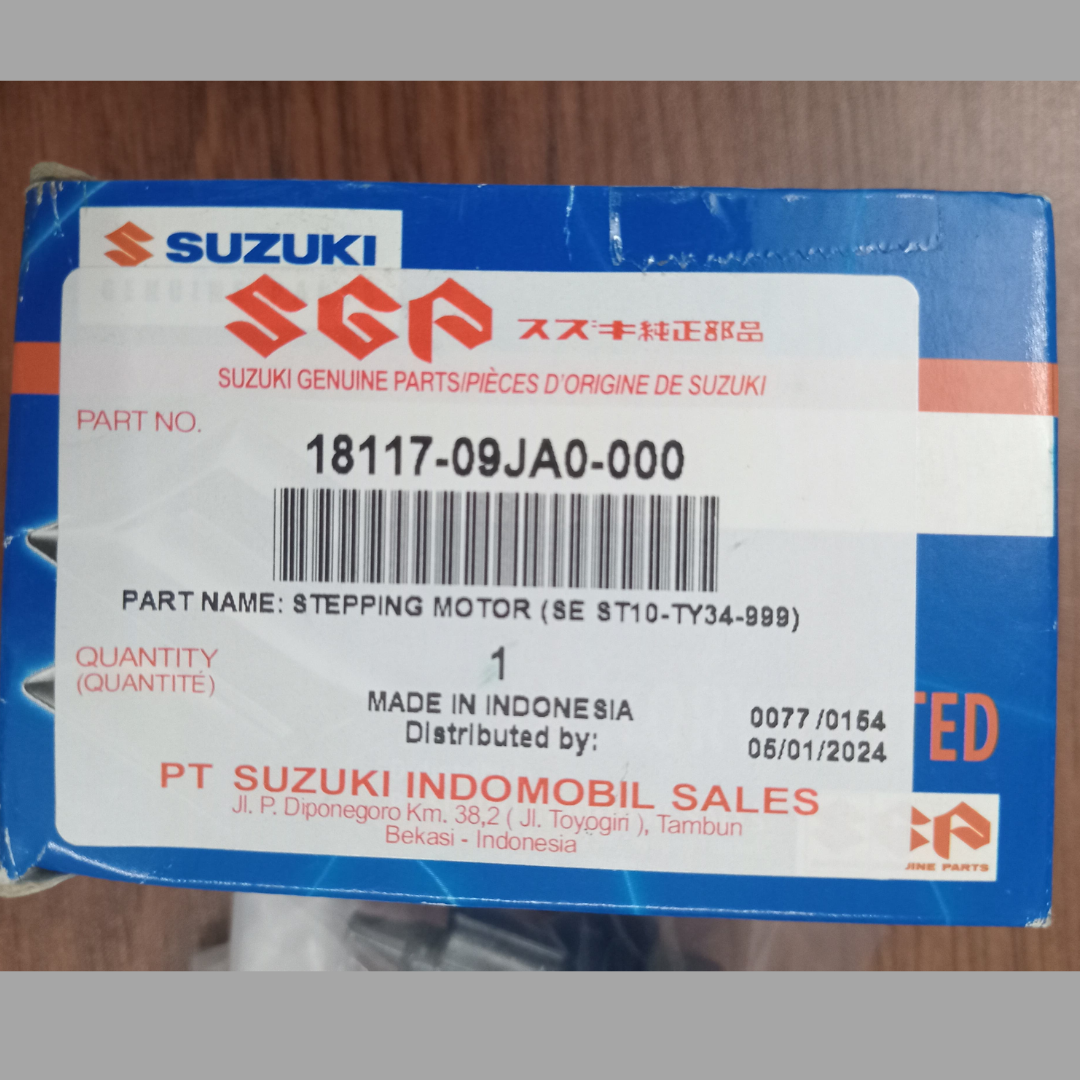 SUZUKI
SGP スズキ純正部品
SUZUKI GENUINE PARTS/PIÈCES D'ORIGINE DE SUZUKI
PART NO.
18117-09JA0-000
PART NAME: STEPPING MOTOR (SE ST10-TY34-999)
QUANTITY
(QUANTITÉ)
1
MADE IN INDONESIA
Distributed by:
0077 /0154
05/01/2024
TED
PT SUZUKI INDOMOBIL SALES
Jl. P. Diponegoro Km. 38,2 ( Jl. Toyogiri ), Tambun
Bekasi - Indonesia
SGP
JINE PARTS